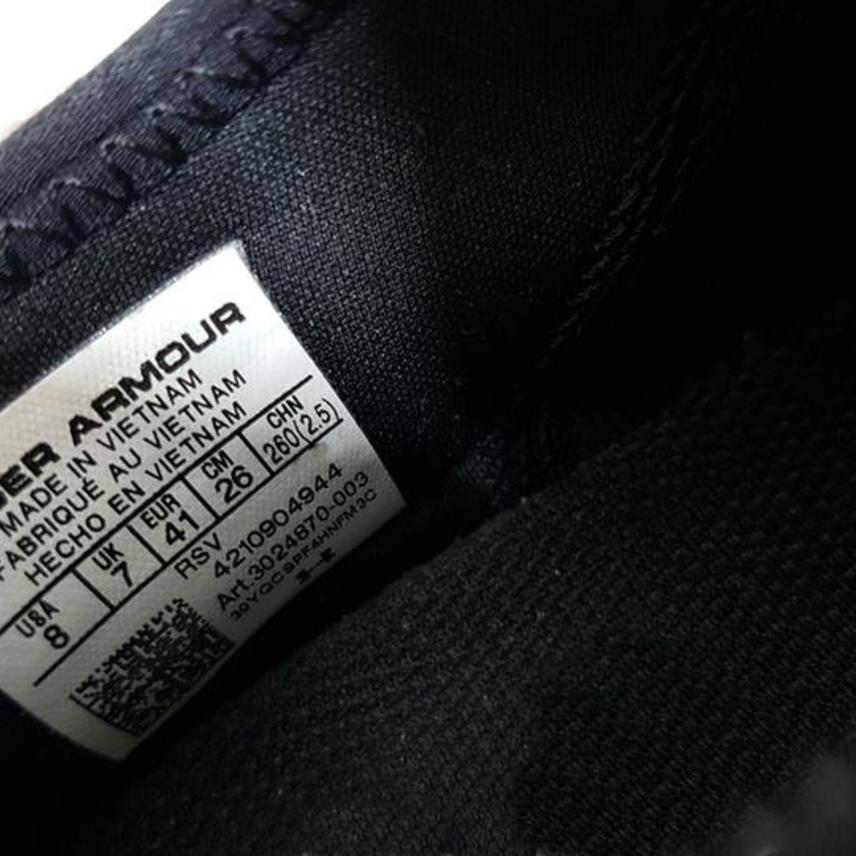 DER ARMOUR
MADE IN VIETNAM
FABRIQUÉ AU VIETNAM
HECHO EN VIETNAM
USA UK EUR CM CHN
8 7 41 26 260(2.5)
RSV
4210904944
Art.3024870-003